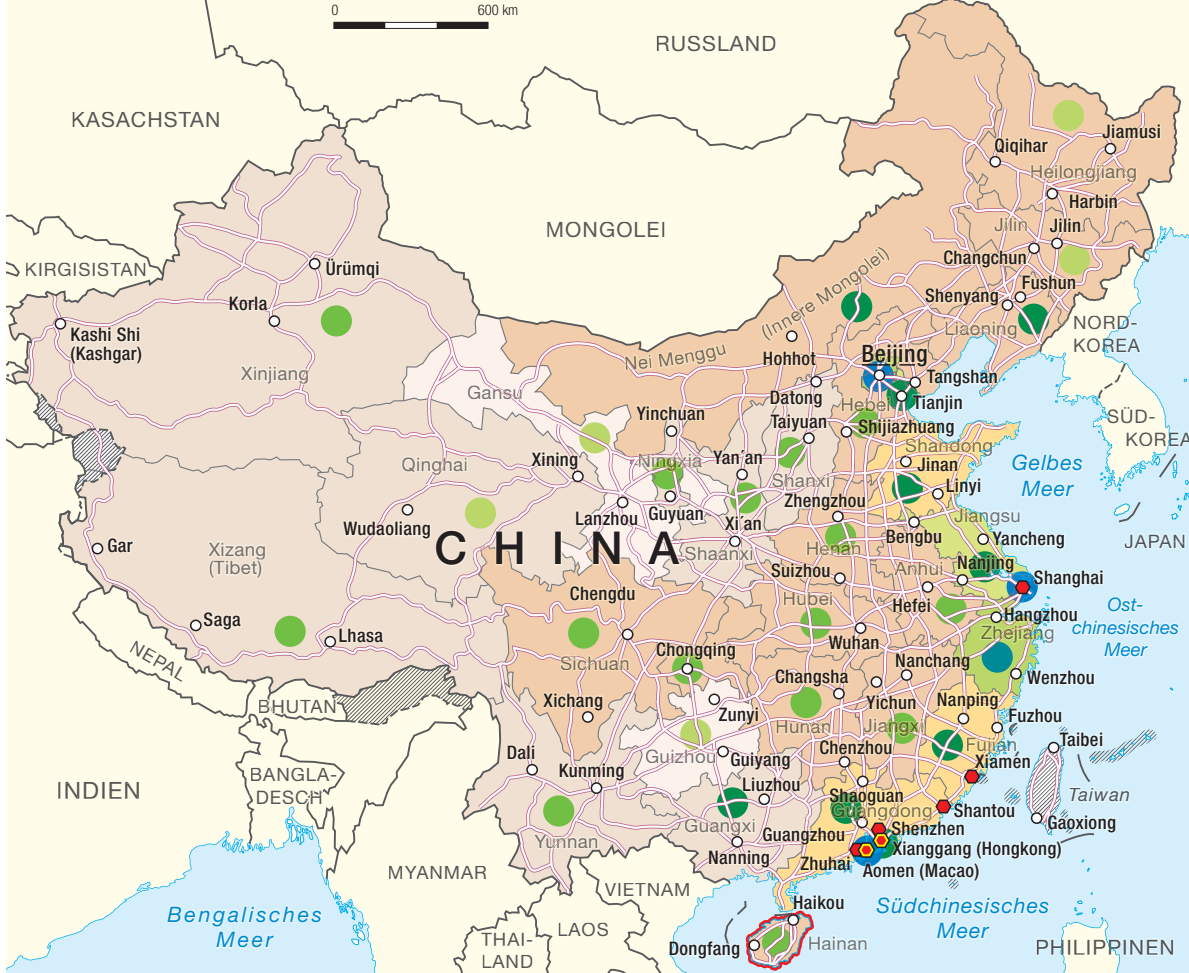 0
600 km
RUSSLAND
KASACHSTAN
Jiamusi
Qiqihar
Heilongjiang
Harbin
MONGOLEI
Jilin
Jilin
Changchun
KIRGISISTAN
Ürümqi
(Innere Mongolei)
Fushun
Shenyang
Korla
Liaoning
NORD-
KOREA
Kashi Shi
(Kashgar)
Nei Menggu
Hohhot
Beijing
Xinjiang
Gansu
Datong
Tangshan
Hebei
Tianjin
Yinchuan
Taiyuan
Shijiazhuang
SÜD-
KOREA
Shandong
Qinghai
Xining
Ningxia
Yan'an
Shanxi
Jinan
Gelbes
Meer
Linyi
Zhengzhou
Wudaoliang
Lanzhou
Guyuan
Xi'an
Jiangsu
Bengbu
Yancheng
JAPAN
Gar
Xizang
(Tibet)
CHINA
Shaanxi
Henan
Nanjing
Suizhou
Anhui
Shanghai
Chengdu
Hubei
Hefei
Hangzhou
Ost-
chinesisches
Meer
Saga
Lhasa
Wuhan
Zhejiang
NEPAL
Sichuan
Chongqing
Nanchang
Changsha
Wenzhou
BHUTAN
Xichang
Zunyi
Yichun
Nanping
Hunan
Jiangxi
Fuzhou
Dali
Guizhou
Guiyang
Chenzhou
Fujian
Taibei
Xiamén
INDIEN
BANGLA-
DESCH
Kunming
Liuzhou
Shaoguan
Taiwan
Guangdong
Shantou
Yunnan
Guangxi
Guangzhou
Shenzhen
Gaoxiong
Nanning
Xianggang (Hongkong)
Zhuhai
Aomen (Macao)
MYANMAR
VIETNAM
Haikou
Bengalisches
Meer
Südchinesisches
Meer
LAOS
THAI-
LAND
Dongfang
Hainan
PHILIPPINEN